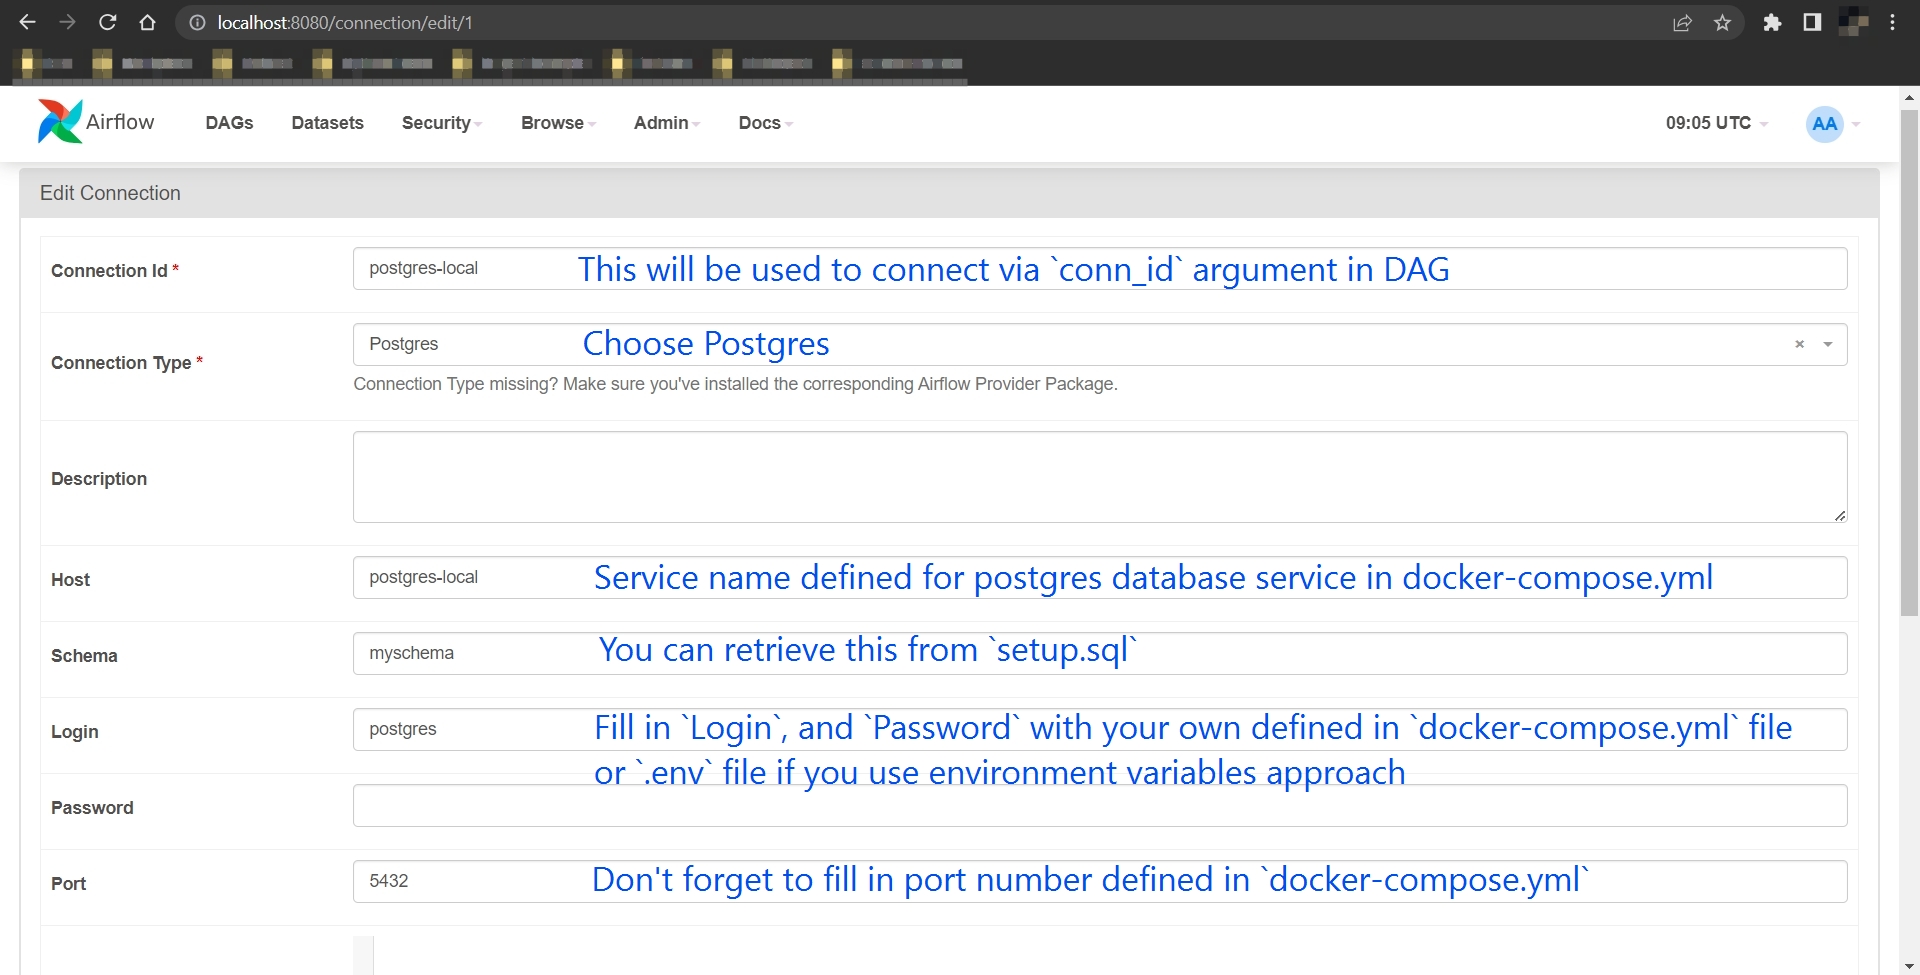 localhost:8080/connection/edit/1
Airflow DAGs Datasets Security Browse Admin Docs 09:05 UTC AA
Edit Connection
Connection Id * postgres-local This will be used to connect via `conn_id` argument in DAG
Connection Type * Postgres Choose Postgres × 
Connection Type missing? Make sure you've installed the corresponding Airflow Provider Package.
Description
Host postgres-local Service name defined for postgres database service in docker-compose.yml
Schema myschema You can retrieve this from `setup.sql`
Login postgres Fill in `Login`, and `Password` with your own defined in `docker-compose.yml` file
or `.env` file if you use environment variables approach
Password
Port 5432 Don't forget to fill in port number defined in `docker-compose.yml`